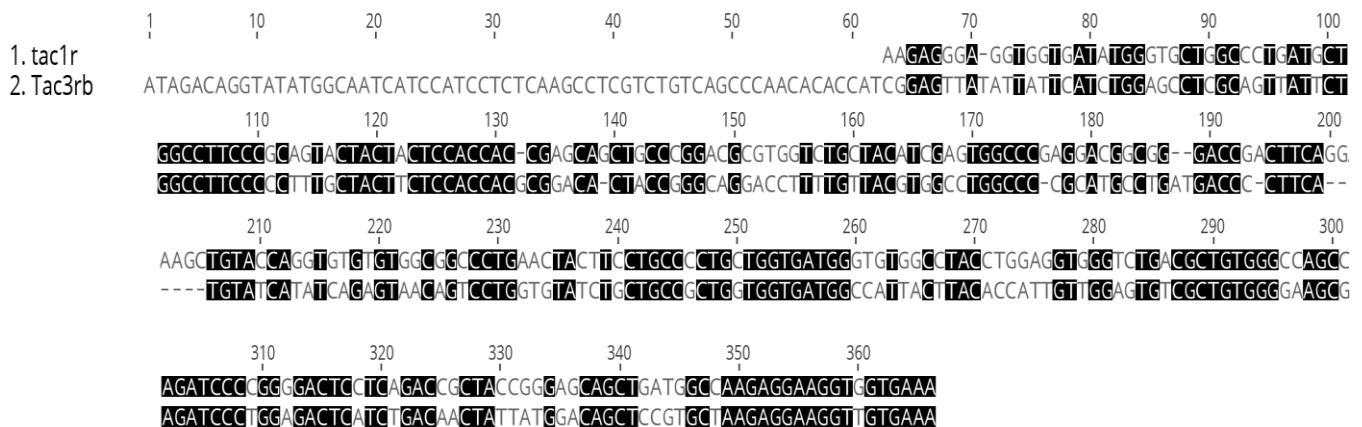 1 10 20 30 40 50 60 70 80 90 100
1. tac1r AAGAGGGA-GGTGGTGATATGGGTGCTGGCCCTGATGCT
2. Tac3rb ATAGACAGGTATATGGCAATCATCCATCCTCTCAAGCCTCGTCTGTCAGCCCAACACACCATCGGAGTTATATTATTCATCTGGAGCCTCGCAGTTATTCT
110 120 130 140 150 160 170 180 190 200
GGCCTTCCCGCAGTACTACTACTCCACCAC-CGAGCAGCTGCCCGGACGCGTGGTCTGCTACATCGAGTGGCCCGAGGACGGCGG--GACCGACTTCAGG
GGCCTTCCCCCTTTGCTACTTCTCCACCACGCGGACA-CTACCGGGCAGGACCTTTTGTTACGTGGCCTGGCCC-CGCATGCCTGATGACCC-CTTCA--
210 220 230 240 250 260 270 280 290 300
AAGCTGTACCAGGTGTGTGTGGCGGCCCTGAACTACTTCCTGCCCCTGCTGGTGATGGGTGTGGCCTACCTGGAGGTGGGTCTGACGCTGTGGGCCAGCC
----TGTATCATATCAGAGTAACAGTCCTGGTGTATCTGCTGCCGCTGGTGGTGATGGCCATTACTTACACCATTGTTGGAGTGTCGCTGTGGGGAAGCG
310 320 330 340 350 360
AGATCCCCGGGGACTCCTCAGACCGCTACCGGGAGCAGCTGATGGCCAAGAGGAAGGTGGTGAAA
AGATCCCTGGAGACTCATCTGACAACTATTATGGACAGCTCCGTGCTAAGAGGAAGGTTGTGAAA